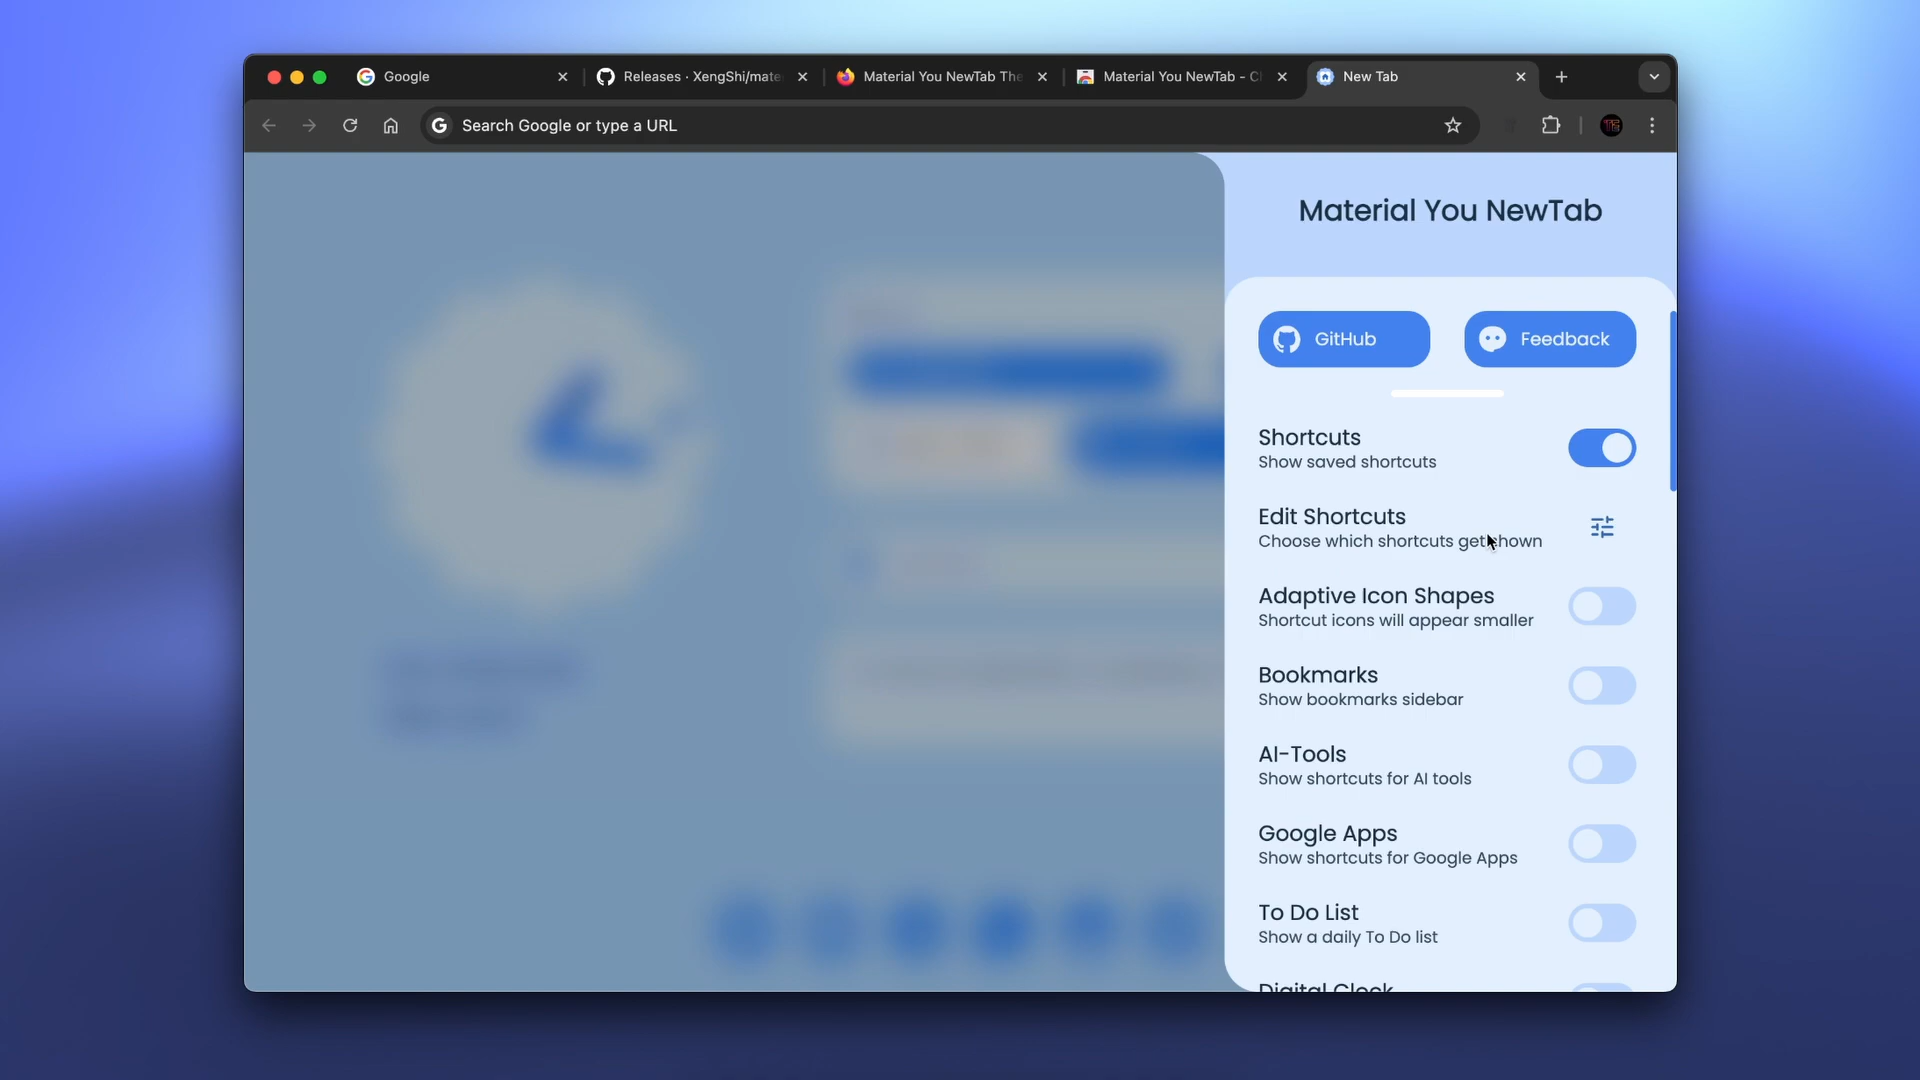 Google
Releases · XengShi/mate
Material You NewTab The
Material You NewTab - Cl
New Tab
Search Google or type a URL
Material You NewTab
GitHub
Feedback
Shortcuts
Show saved shortcuts
Edit Shortcuts
Choose which shortcuts get shown
Adaptive Icon Shapes
Shortcut icons will appear smaller
Bookmarks
Show bookmarks sidebar
AI-Tools
Show shortcuts for AI tools
Google Apps
Show shortcuts for Google Apps
To Do List
Show a daily To Do list
Digital Clock